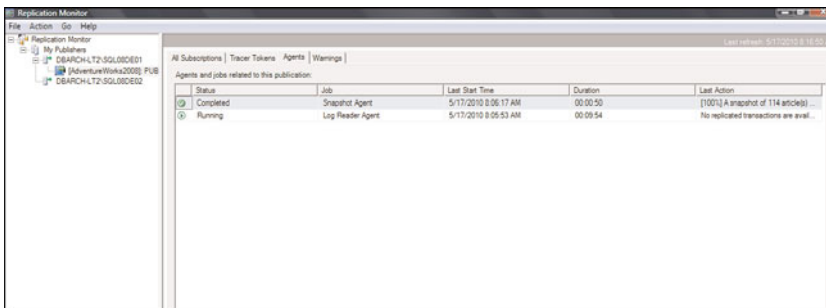 Replication Monitor
File Action Go Help
Replication Monitor
My Publishers
DBARCH-LT2\SQL08DE01
[AdventureWorks2008]: PUB
DBARCH-LT2\SQL08DE02
Last refresh: 5/17/2010 8:16:50
All Subscriptions Tracer Tokens Agents Warnings
Agents and jobs related to this publication:
Status Job Last Start Time Duration Last Action
Completed Snapshot Agent 5/17/2010 8:06:17 AM 00:00:50 [100%] A snapshot of 114 article(s) ...
Running Log Reader Agent 5/17/2010 8:05:53 AM 00:09:54 No replicated transactions are avail...